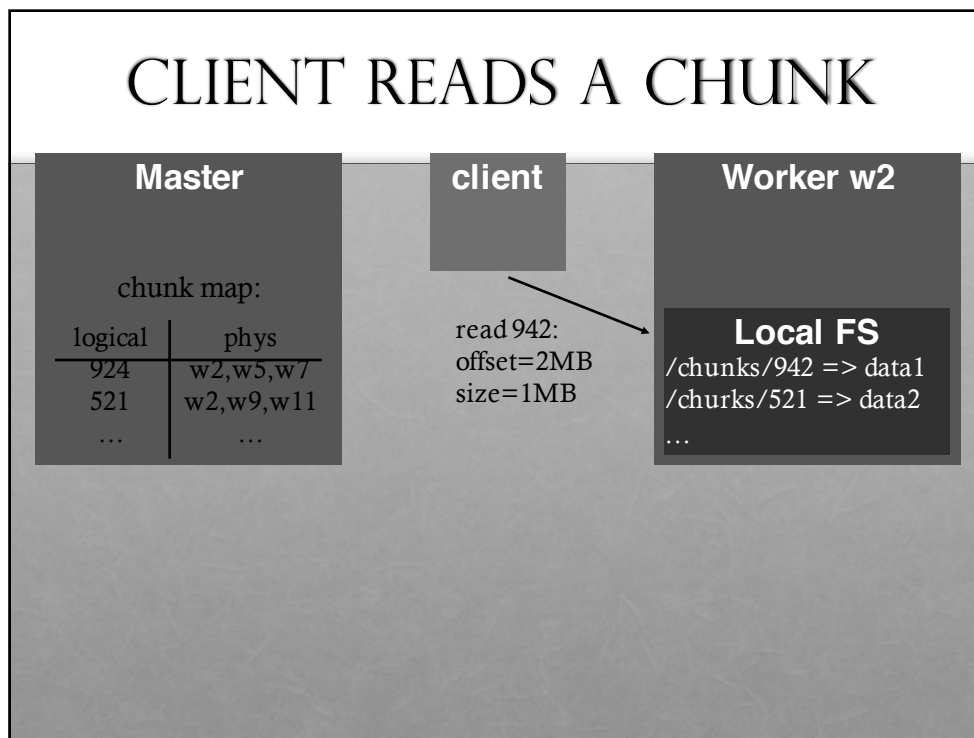 CLIENT READS A CHUNK
Master
chunk map:
logical phys
924 w2,w5,w7
521 w2,w9,w11
... ...
client
read 942:
offset=2MB
size=1MB
Worker w2
Local FS
/chunks/942 => data1
/churks/521 => data2
...